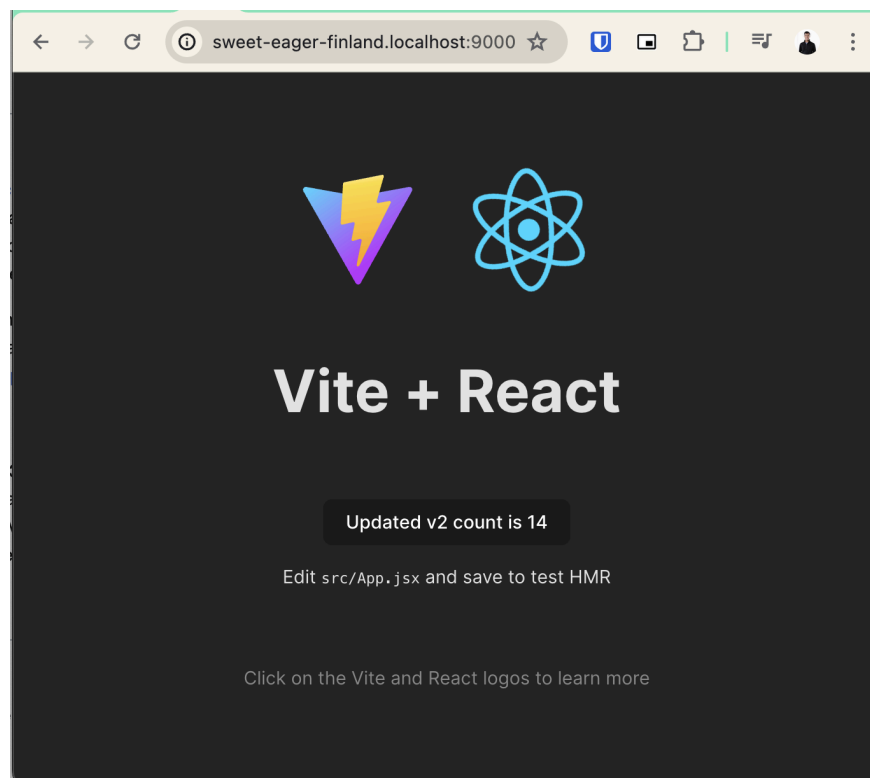 sweet-eager-finland.localhost:9000
Vite + React
Updated v2 count is 14
Edit src/App.jsx and save to test HMR
Click on the Vite and React logos to learn more